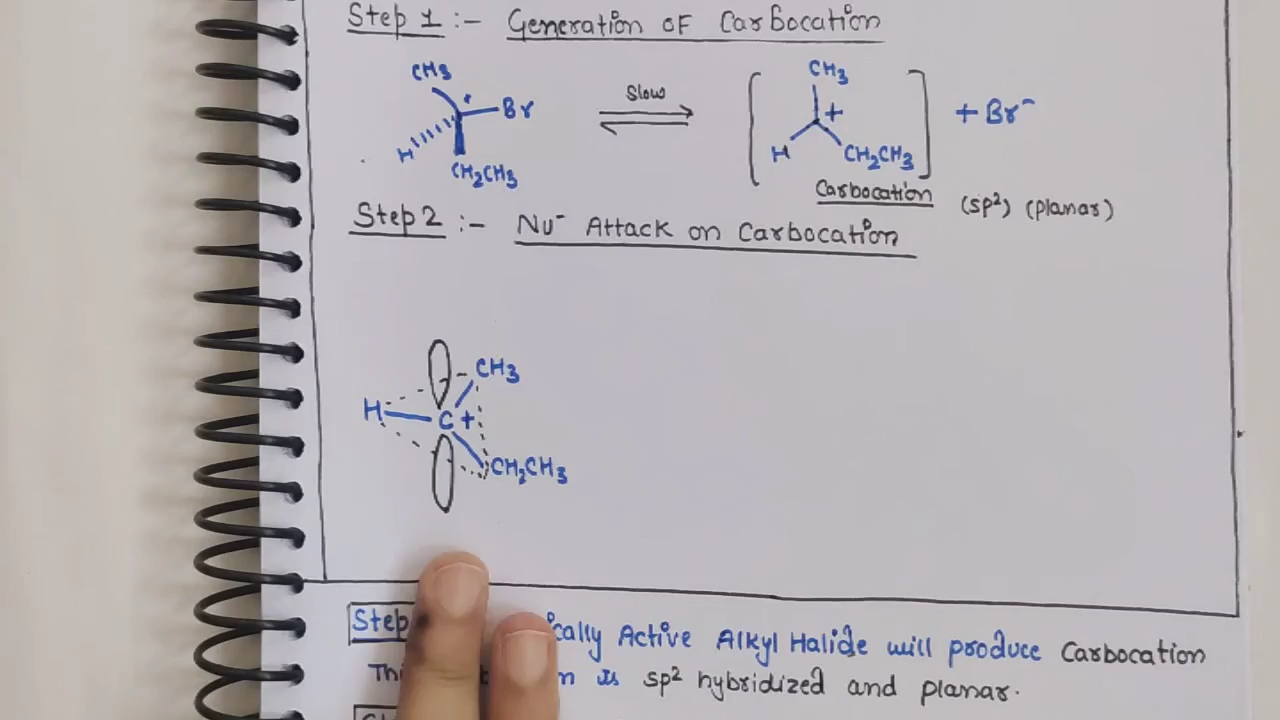 Step 1 :- Generation of Carbocation
CH3
Br
H
CH2CH3
Slow
CH3
+
H
CH2CH3
+ Br⁻
Carbocation (sp²) (planar)
Step 2 :- Nu⁻ Attack on Carbocation
CH3
H C +
CH2CH3
Step
ically Active Alkyl Halide will produce Carbocation
is sp2 hybridized and planar.